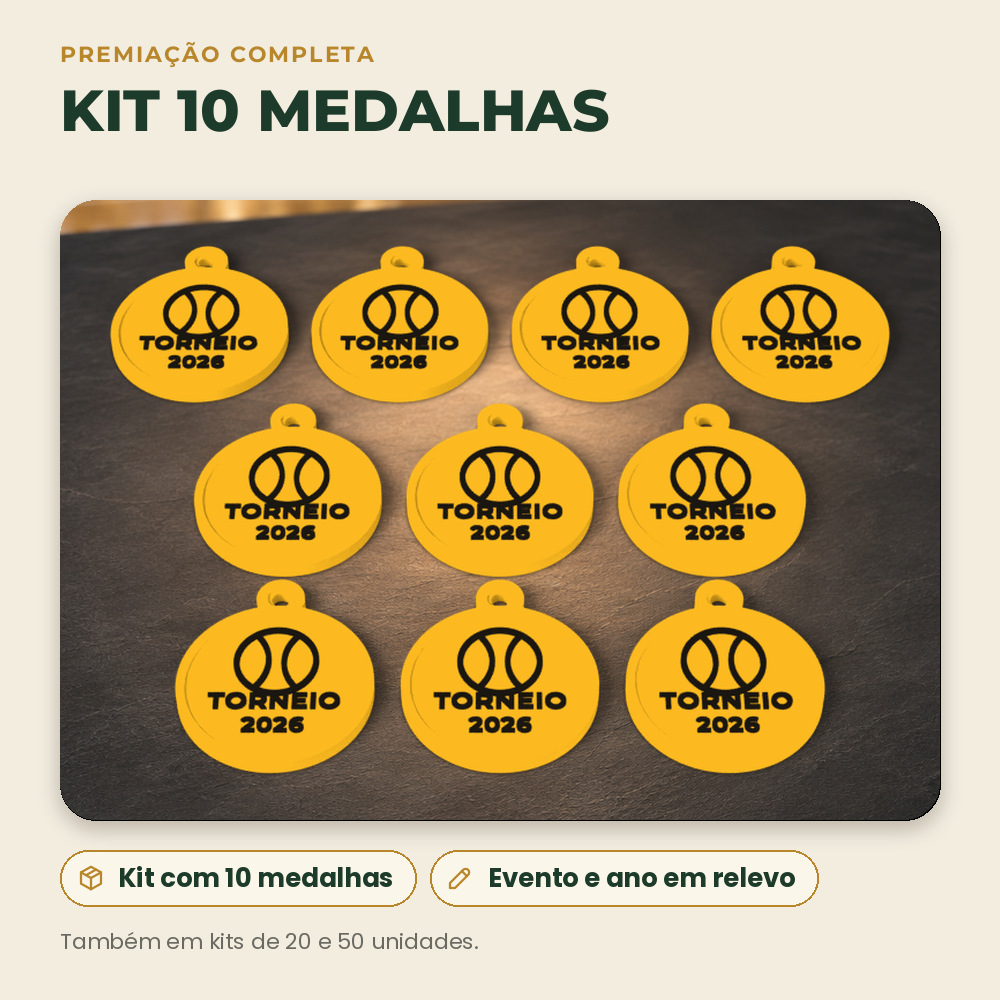 PREMIAÇÃO COMPLETA
KIT 10 MEDALHAS
TORNEIO
2026
TORNEIO
2026
TORNEIO
2026
TORNEIO
2026
TORNEIO
2026
TORNEIO
2026
TORNEIO
2026
TORNEIO
2026
TORNEIO
2026
TORNEIO
2026
Kit com 10 medalhas
Evento e ano em relevo
Também em kits de 20 e 50 unidades.